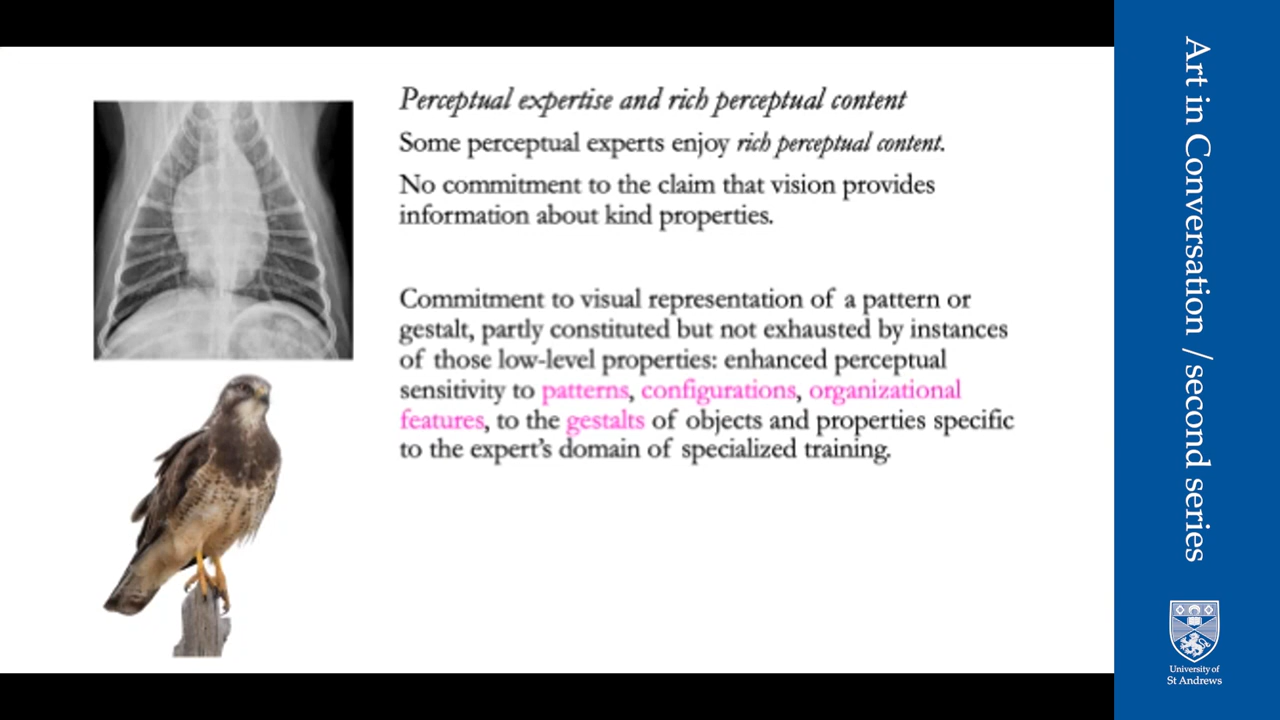 Perceptual expertise and rich perceptual content
Some perceptual experts enjoy rich perceptual content.
No commitment to the claim that vision provides
information about kind properties.
Commitment to visual representation of a pattern or
gestalt, partly constituted but not exhausted by instances
of those low-level properties: enhanced perceptual
sensitivity to patterns, configurations, organizational
features, to the gestalts of objects and properties specific
to the expert's domain of specialized training.
Art in Conversation / second series
University of
St Andrews